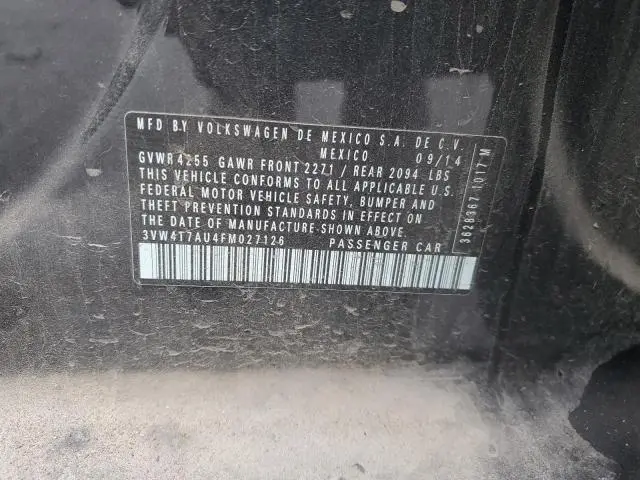 MFD BY VOLKSWAGEN DE MEXICO S.A. DE C.V.
MEXICO 09/14
GVWR 4255 GAWR FRONT 2271 / REAR 2094 LBS
THIS VEHICLE CONFORMS TO ALL APPLICABLE U.S.
FEDERAL MOTOR VEHICLE SAFETY, BUMPER AND
THEFT PREVENTION STANDARDS IN EFFECT ON
THE DATE OF MANUFACTURE SHOWN ABOVE.
3VW4T7AU4FM027126 PASSENGER CAR
3628367 1017 M